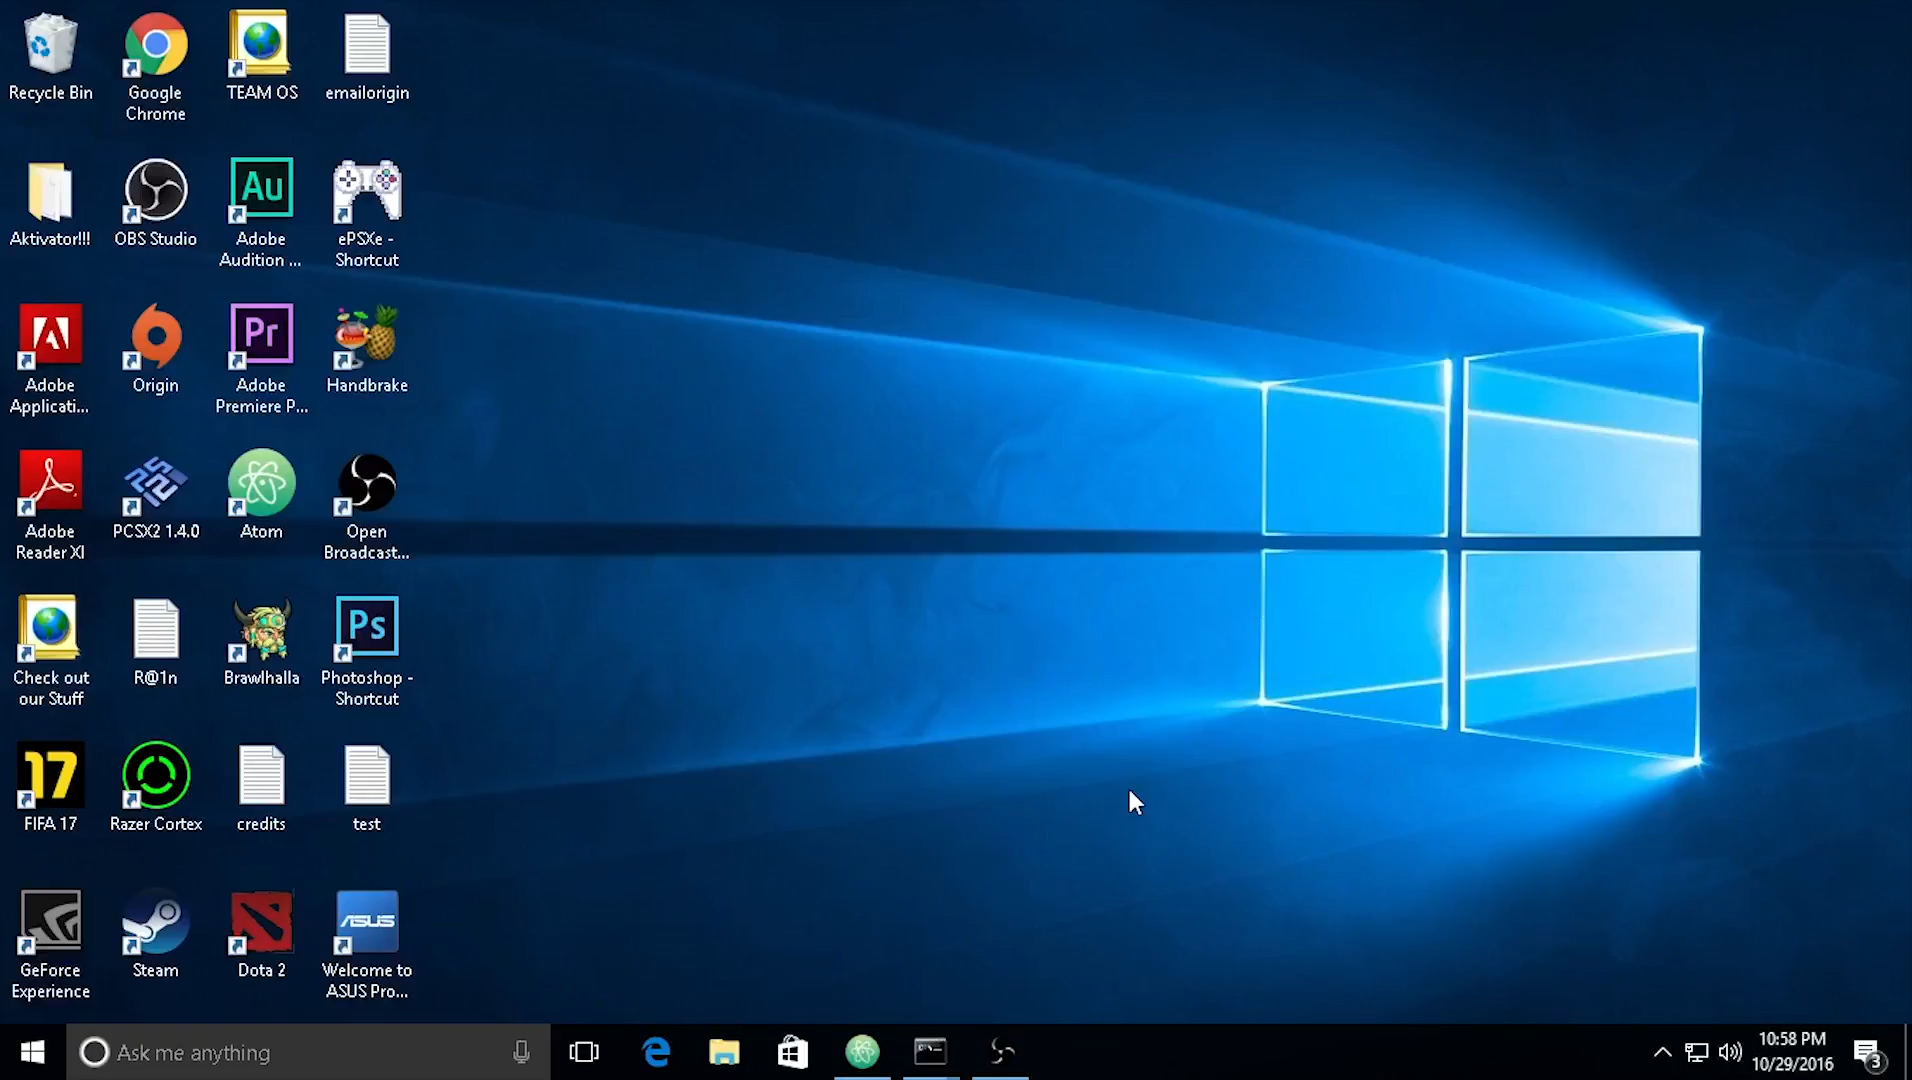 Recycle Bin
Google
Chrome
TEAM OS
emailorigin
Aktivator!!!
OBS Studio
Au
Adobe
Audition ...
ePSXe -
Shortcut
Adobe
Applicati...
Origin
Pr
Adobe
Premiere P...
Handbrake
Adobe
Reader XI
PCSX2 1.4.0
Atom
Open
Broadcast...
Check out
our Stuff
R@1n
Brawlhalla
Ps
Photoshop -
Shortcut
17
FIFA 17
Razer Cortex
credits
test
GeForce
Experience
Steam
Dota 2
ASUS
Welcome to
ASUS Pro...
Ask me anything
10:58 PM
10/29/2016
3